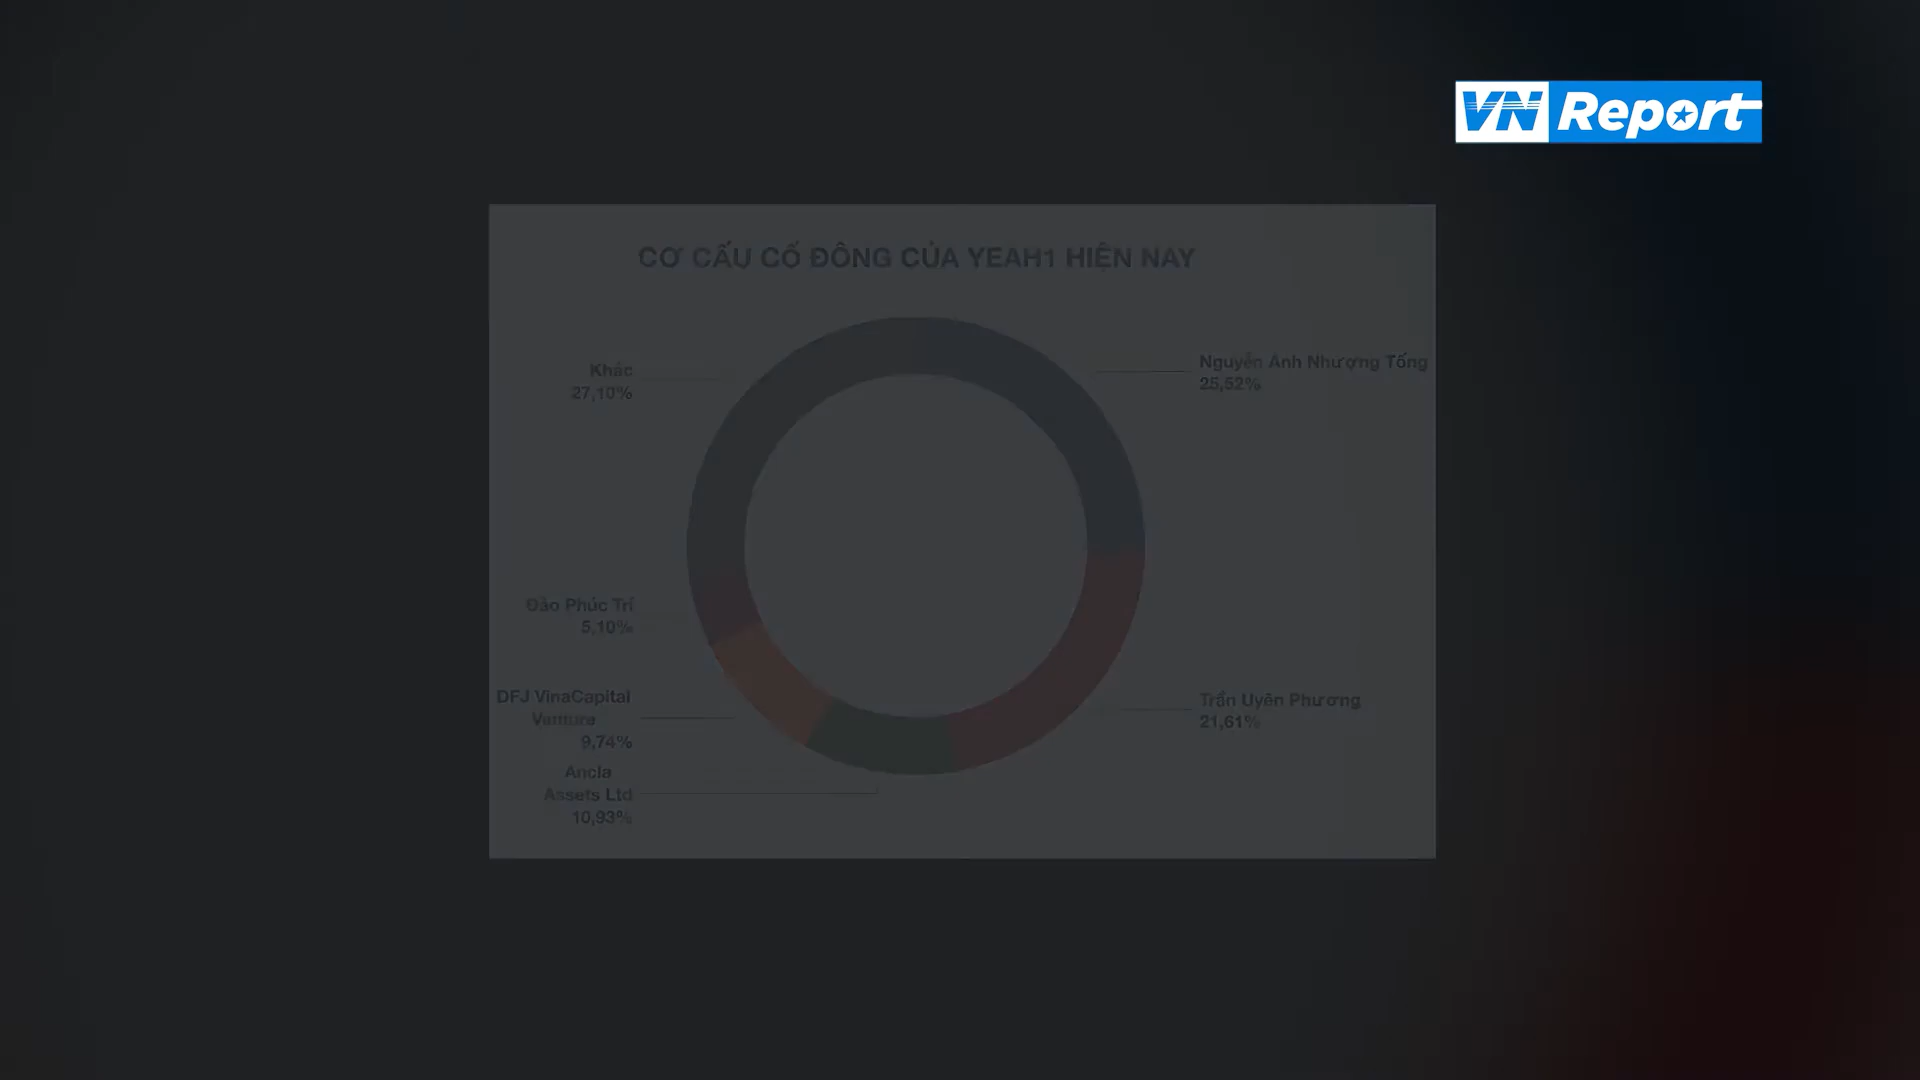 VN Report
CƠ CẤU CỔ ĐÔNG CỦA YEAH1 HIỆN NAY
Khác
27,10%
Nguyễn Ảnh Nhượng Tống
25,52%
Đào Phúc Trí
5,10%
DFJ VinaCapital
Venture
9,74%
Trần Uyên Phương
21,61%
Ancla
Assets Ltd
10,93%